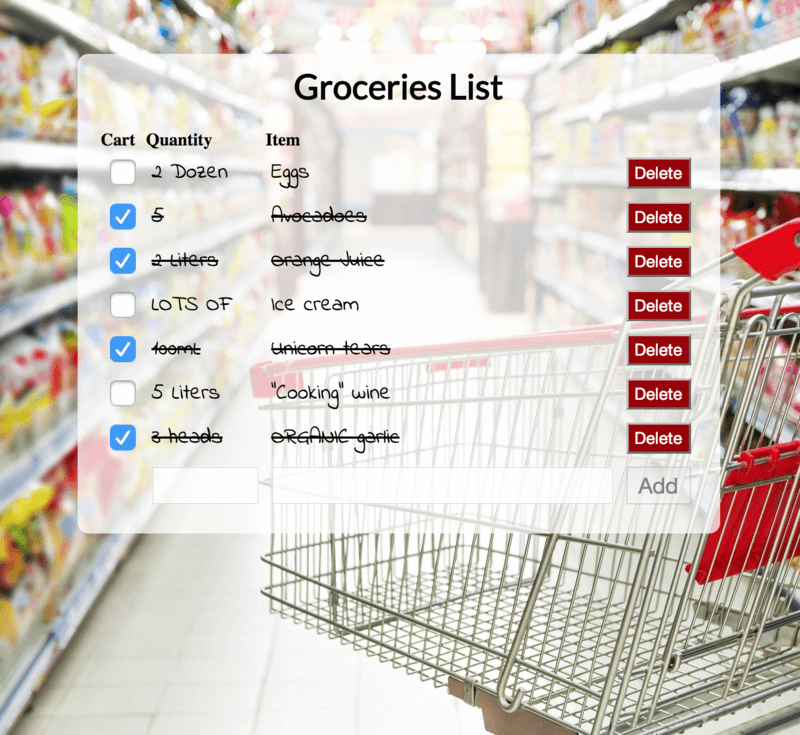 Groceries List
Cart Quantity Item
2 Dozen Eggs Delete
5 Avocadoes Delete
2 Liters orange Juice Delete
LOTS OF Ice cream Delete
100mL Unicorn tears Delete
5 Liters "Cooking" wine Delete
3 heads ORGANIC garlic Delete
Add